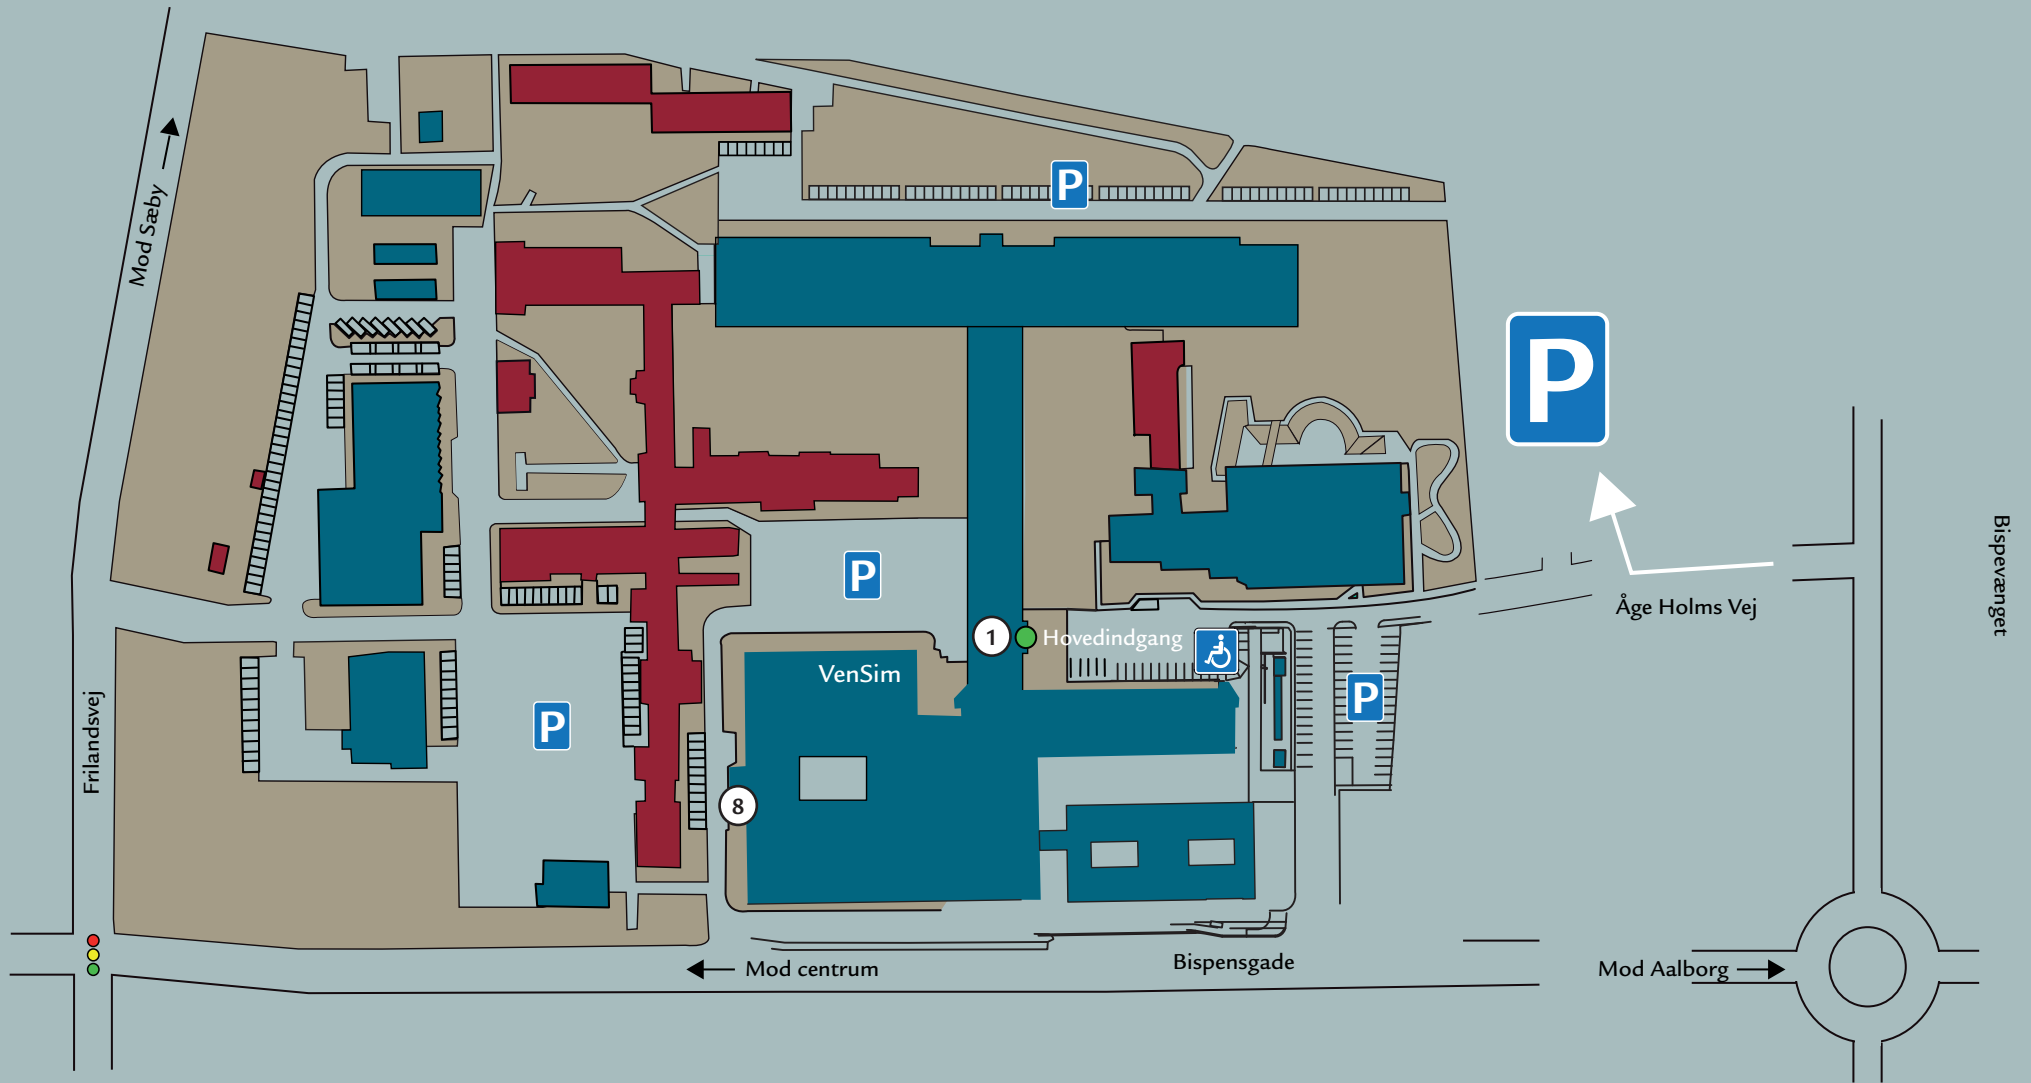 P
Mod Sæby
P
Bispevænget
P
Åge Holms Vej
1
Hovedindgang
VenSim
P
P
Frilandsvej
8
Mod centrum
Bispensgade
Mod Aalborg